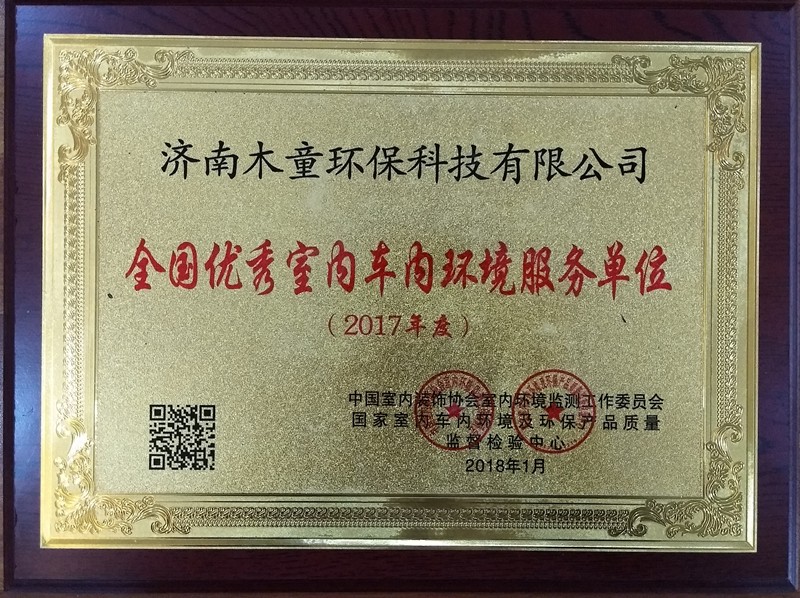 济南木童环保科技有限公司
全国优秀室内车内环境服务单位
（2017年度）
中国室内装饰协会室内环境监测工作委员会
国家室内车内环境及环保产品质量
监督检验中心
2018年1月